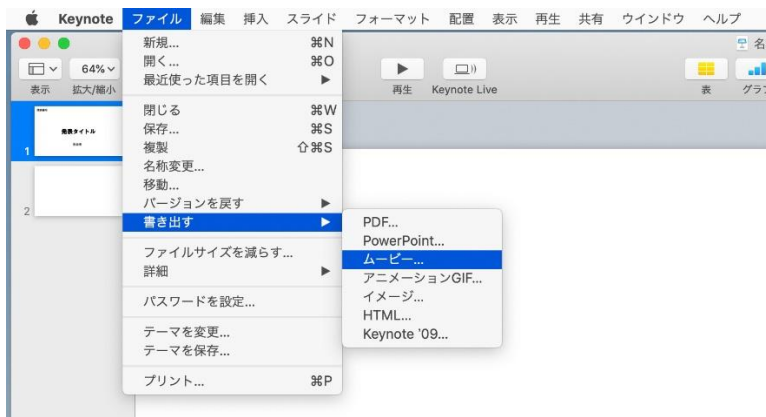 Keynote ファイル 編集 挿入 スライド フォーマット 配置 表示 再生 共有 ウインドウ ヘルプ
新規... ⌘N
開く... ⌘O
最近使った項目を開く ▶
閉じる ⌘W
保存... ⌘S
複製 ⇧⌘S
名称変更...
移動...
バージョンを戻す ▶
書き出す ▶
ファイルサイズを減らす...
詳細 ▶
パスワードを設定...
テーマを変更...
テーマを保存...
プリント... ⌘P
PDF...
PowerPoint...
ムービー...
アニメーションGIF...
イメージ...
HTML...
Keynote '09...
名
64%
表示 拡大/縮小
再生 Keynote Live
表 グラフ
発表タイトル
1
2